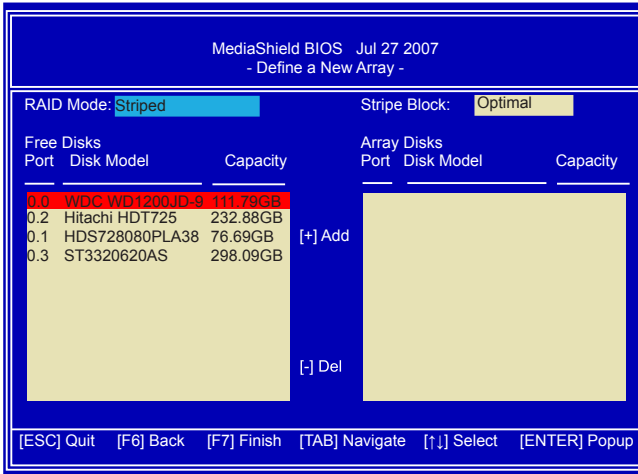 MediaShield BIOS Jul 27 2007
- Define a New Array -
RAID Mode: Striped Stripe Block: Optimal
Free Disks Array Disks
Port Disk Model Capacity Port Disk Model Capacity
0.0 WDC WD1200JD-9 111.79GB
0.2 Hitachi HDT725 232.88GB
0.1 HDS728080PLA38 76.69GB [+] Add
0.3 ST3320620AS 298.09GB
[-] Del
[ESC] Quit [F6] Back [F7] Finish [TAB] Navigate [↑↓] Select [ENTER] Popup